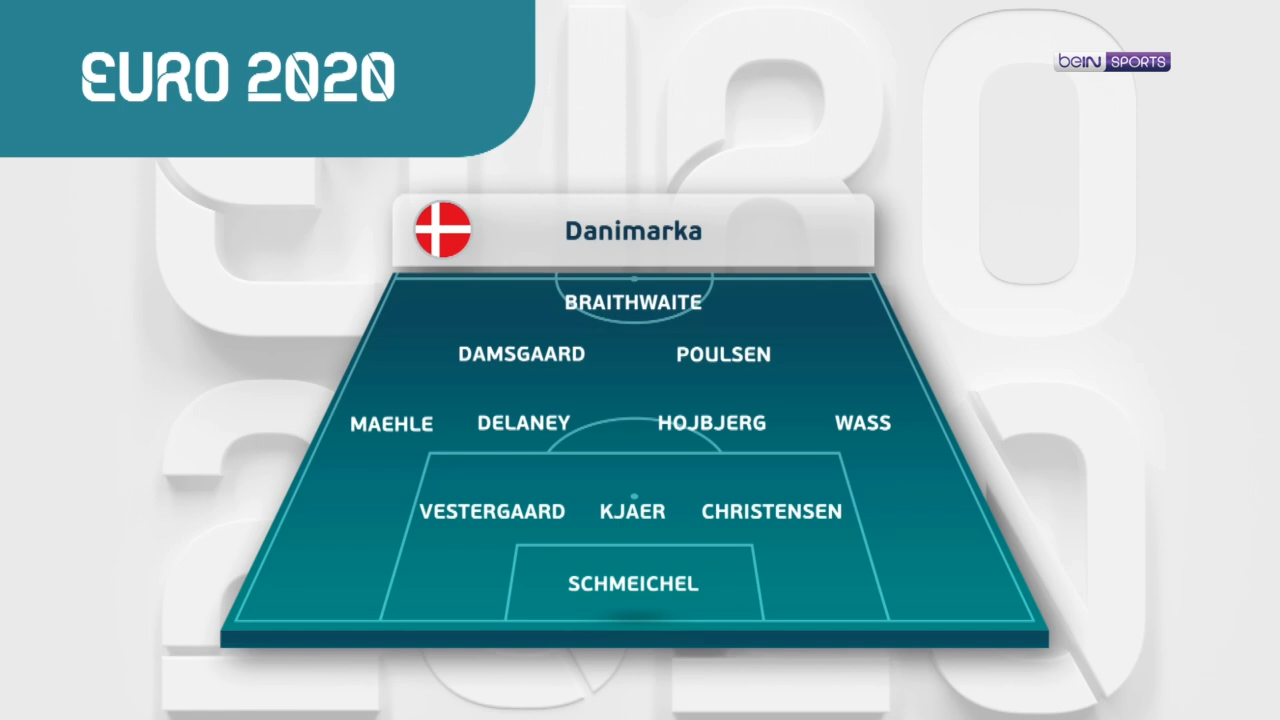 EURO 2020
beIN SPORTS
Danimarka
BRAITHWAITE
DAMSGAARD POULSEN
MAEHLE DELANEY HOJBJERG WASS
VESTERGAARD KJAER CHRISTENSEN
SCHMEICHEL